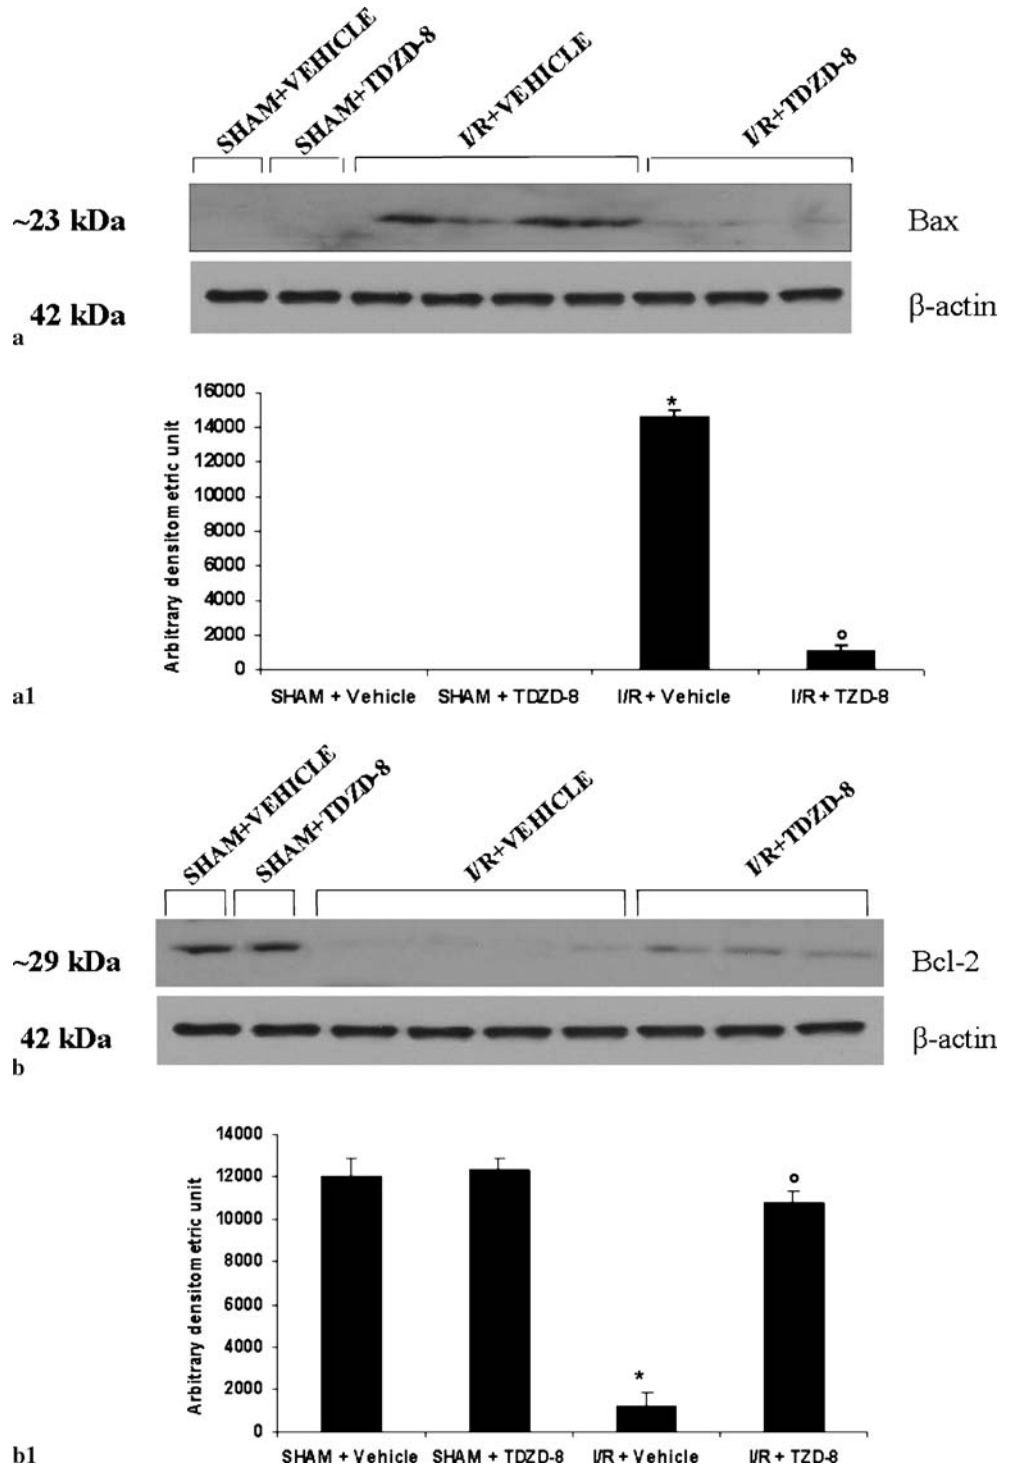 SHAM+VEHICLE
SHAM+TDZD-8
I/R+VEHICLE
I/R+TDZD-8
~23 kDa
Bax
42 kDa
β-actin
a
16000
14000
12000
10000
8000
6000
4000
2000
0
Arbitrary densitometric unit
*
°
SHAM + Vehicle
SHAM + TDZD-8
I/R + Vehicle
I/R + TZD-8
a1
SHAM+VEHICLE
SHAM+TDZD-8
I/R+VEHICLE
I/R+TDZD-8
~29 kDa
Bcl-2
42 kDa
β-actin
b
14000
12000
10000
8000
6000
4000
2000
0
Arbitrary densitometric unit
*
°
SHAM + Vehicle
SHAM + TDZD-8
I/R + Vehicle
I/R + TZD-8
b1